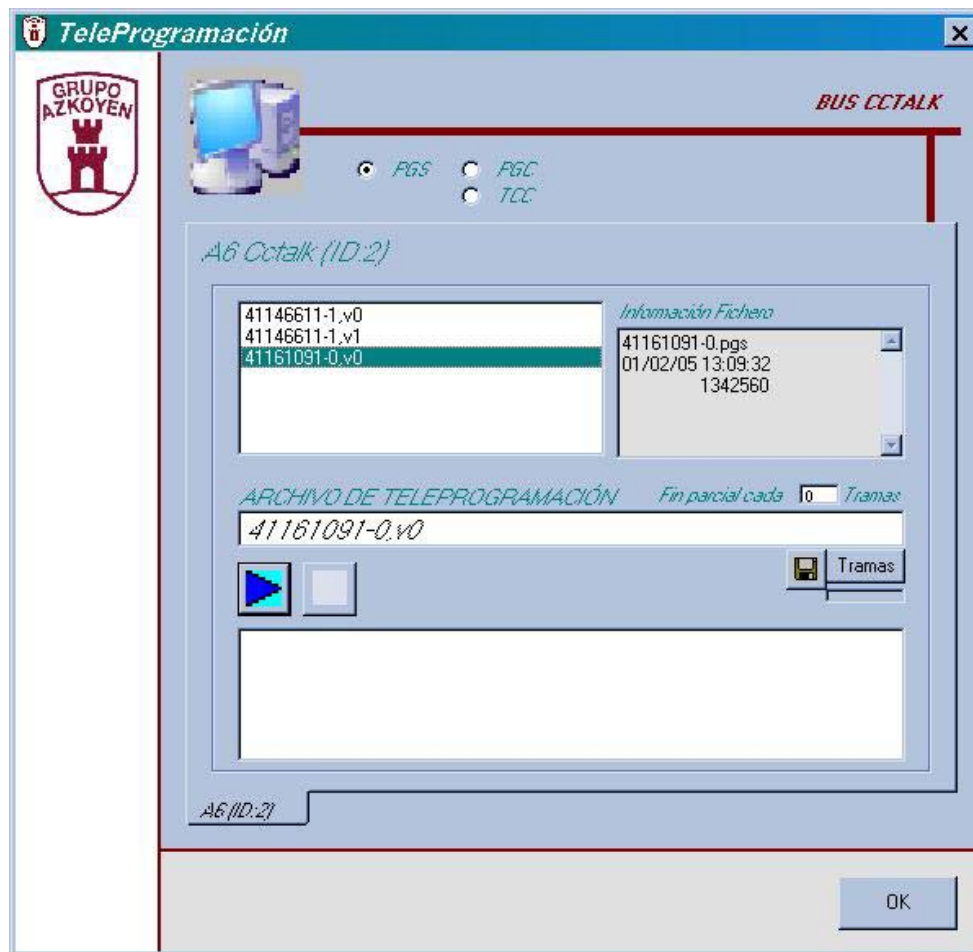 TeleProgramación
GRUPO
AZKOYEN
BUS CCTALK
PGS PGC
TCC
A6 Cctalk (ID:2)
41146611-1,v0
41146611-1,v1
41161091-0,v0
Información Fichero
41161091-0.pgs
01/02/05 13:09:32
1342560
ARCHIVO DE TELEPROGRAMACIÓN Fin parcial cada 0 Tramas
41161091-0,v0
Tramas
A6 (ID:2)
OK